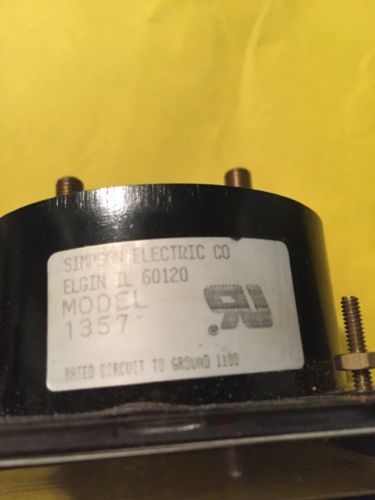 SIMPSON ELECTRIC CO
ELGIN IL 60120
MODEL
1357
RATED CIRCUIT TO GROUND 1100